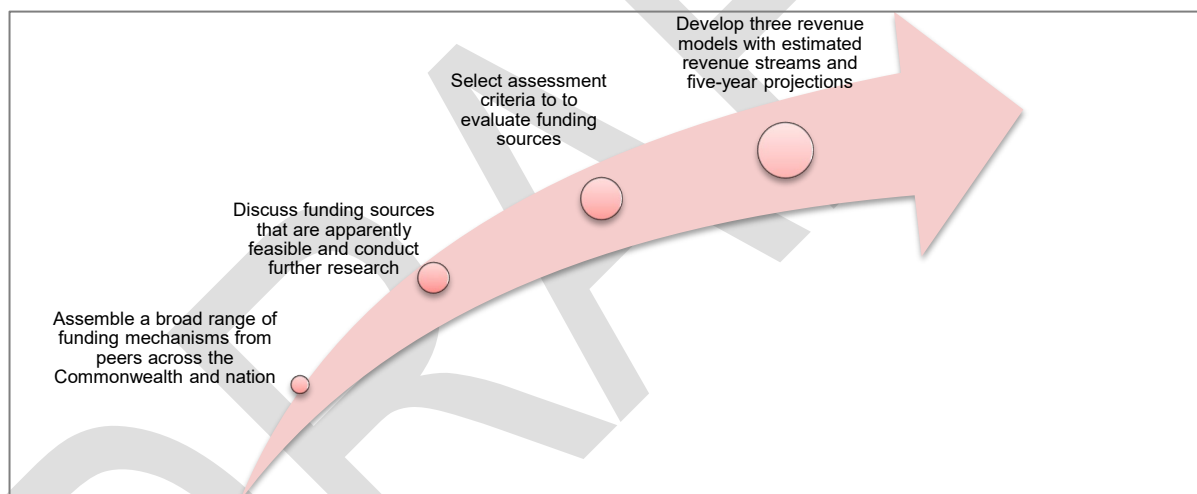 Develop three revenue
models with estimated
revenue streams and
five-year projections
Select assessment
criteria to to
evaluate funding
sources
Discuss funding sources
that are apparently
feasible and conduct
further research
Assemble a broad range of
funding mechanisms from
peers across the
Commonwealth and nation